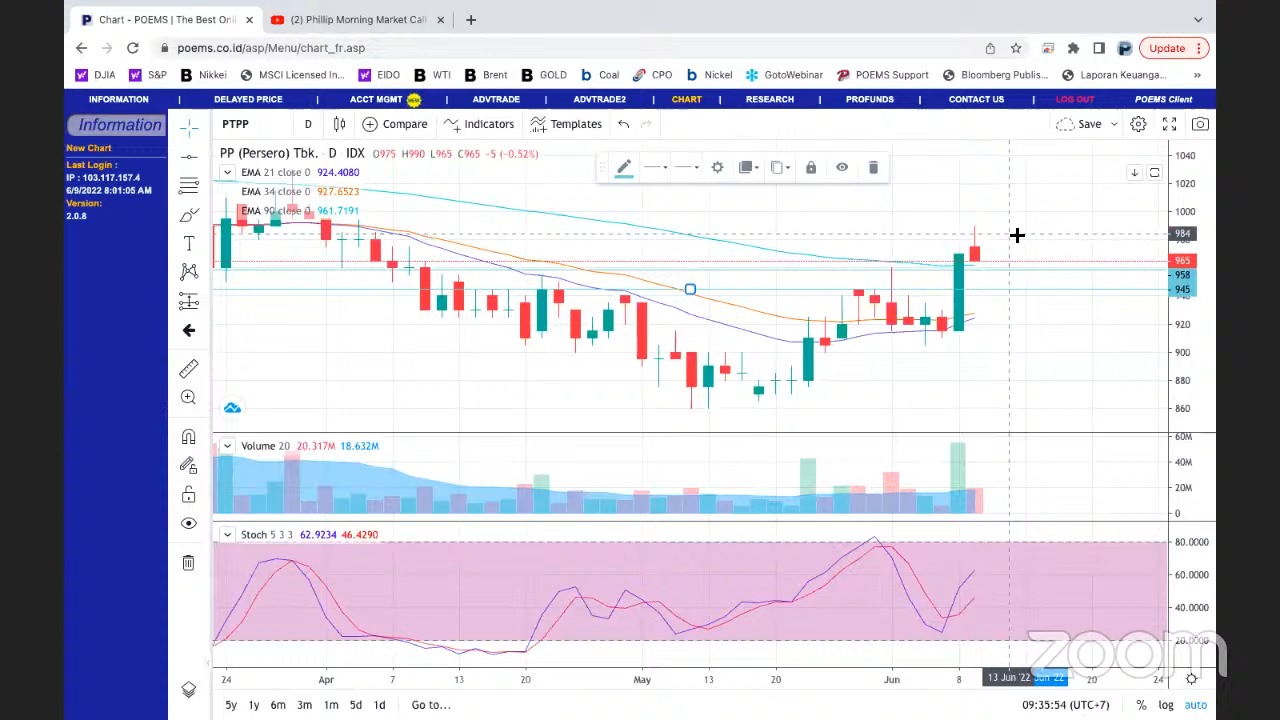 Chart - POEMS | The Best Onli
(2) Phillip Morning Market Call
poems.co.id/asp/Menu/chart_fr.asp
Update
DJIA S&P Nikkei MSCI Licensed In... EIDO WTI Brent GOLD Coal CPO Nickel GotoWebinar POEMS Support Bloomberg Publis... Laporan Keuanga... »
INFORMATION | DELAYED PRICE | ACCT MGMT NEW | ADVTRADE | ADVTRADE2 | CHART | RESEARCH | PROFUNDS | CONTACT US | LOG OUT POEMS Client
Information
New Chart
Last Login :
IP : 103.117.157.4
6/9/2022 8:01:05 AM
Version:
2.0.8
PTPP D Compare Indicators Templates Save
PP (Persero) Tbk. D IDX O975 H990 L965 C965 -5 (-0.52%)
EMA 21 close 0 924.4080
EMA 34 close 0 927.6523
EMA 90 close 0 961.7191
1040
1020
1000
984
980
965
958
945
940
920
900
880
860
Volume 20 20.317M 18.632M
60M
40M
20M
0
Stoch 5 3 3 62.9234 46.4290
80.0000
60.0000
40.0000
20.0000
24 Apr 7 13 20 May 13 20 Jun 8 13 Jun '22 Jun '22 20 24
5y 1y 6m 3m 1m 5d 1d Go to... 09:35:54 (UTC+7) % log auto
zoom